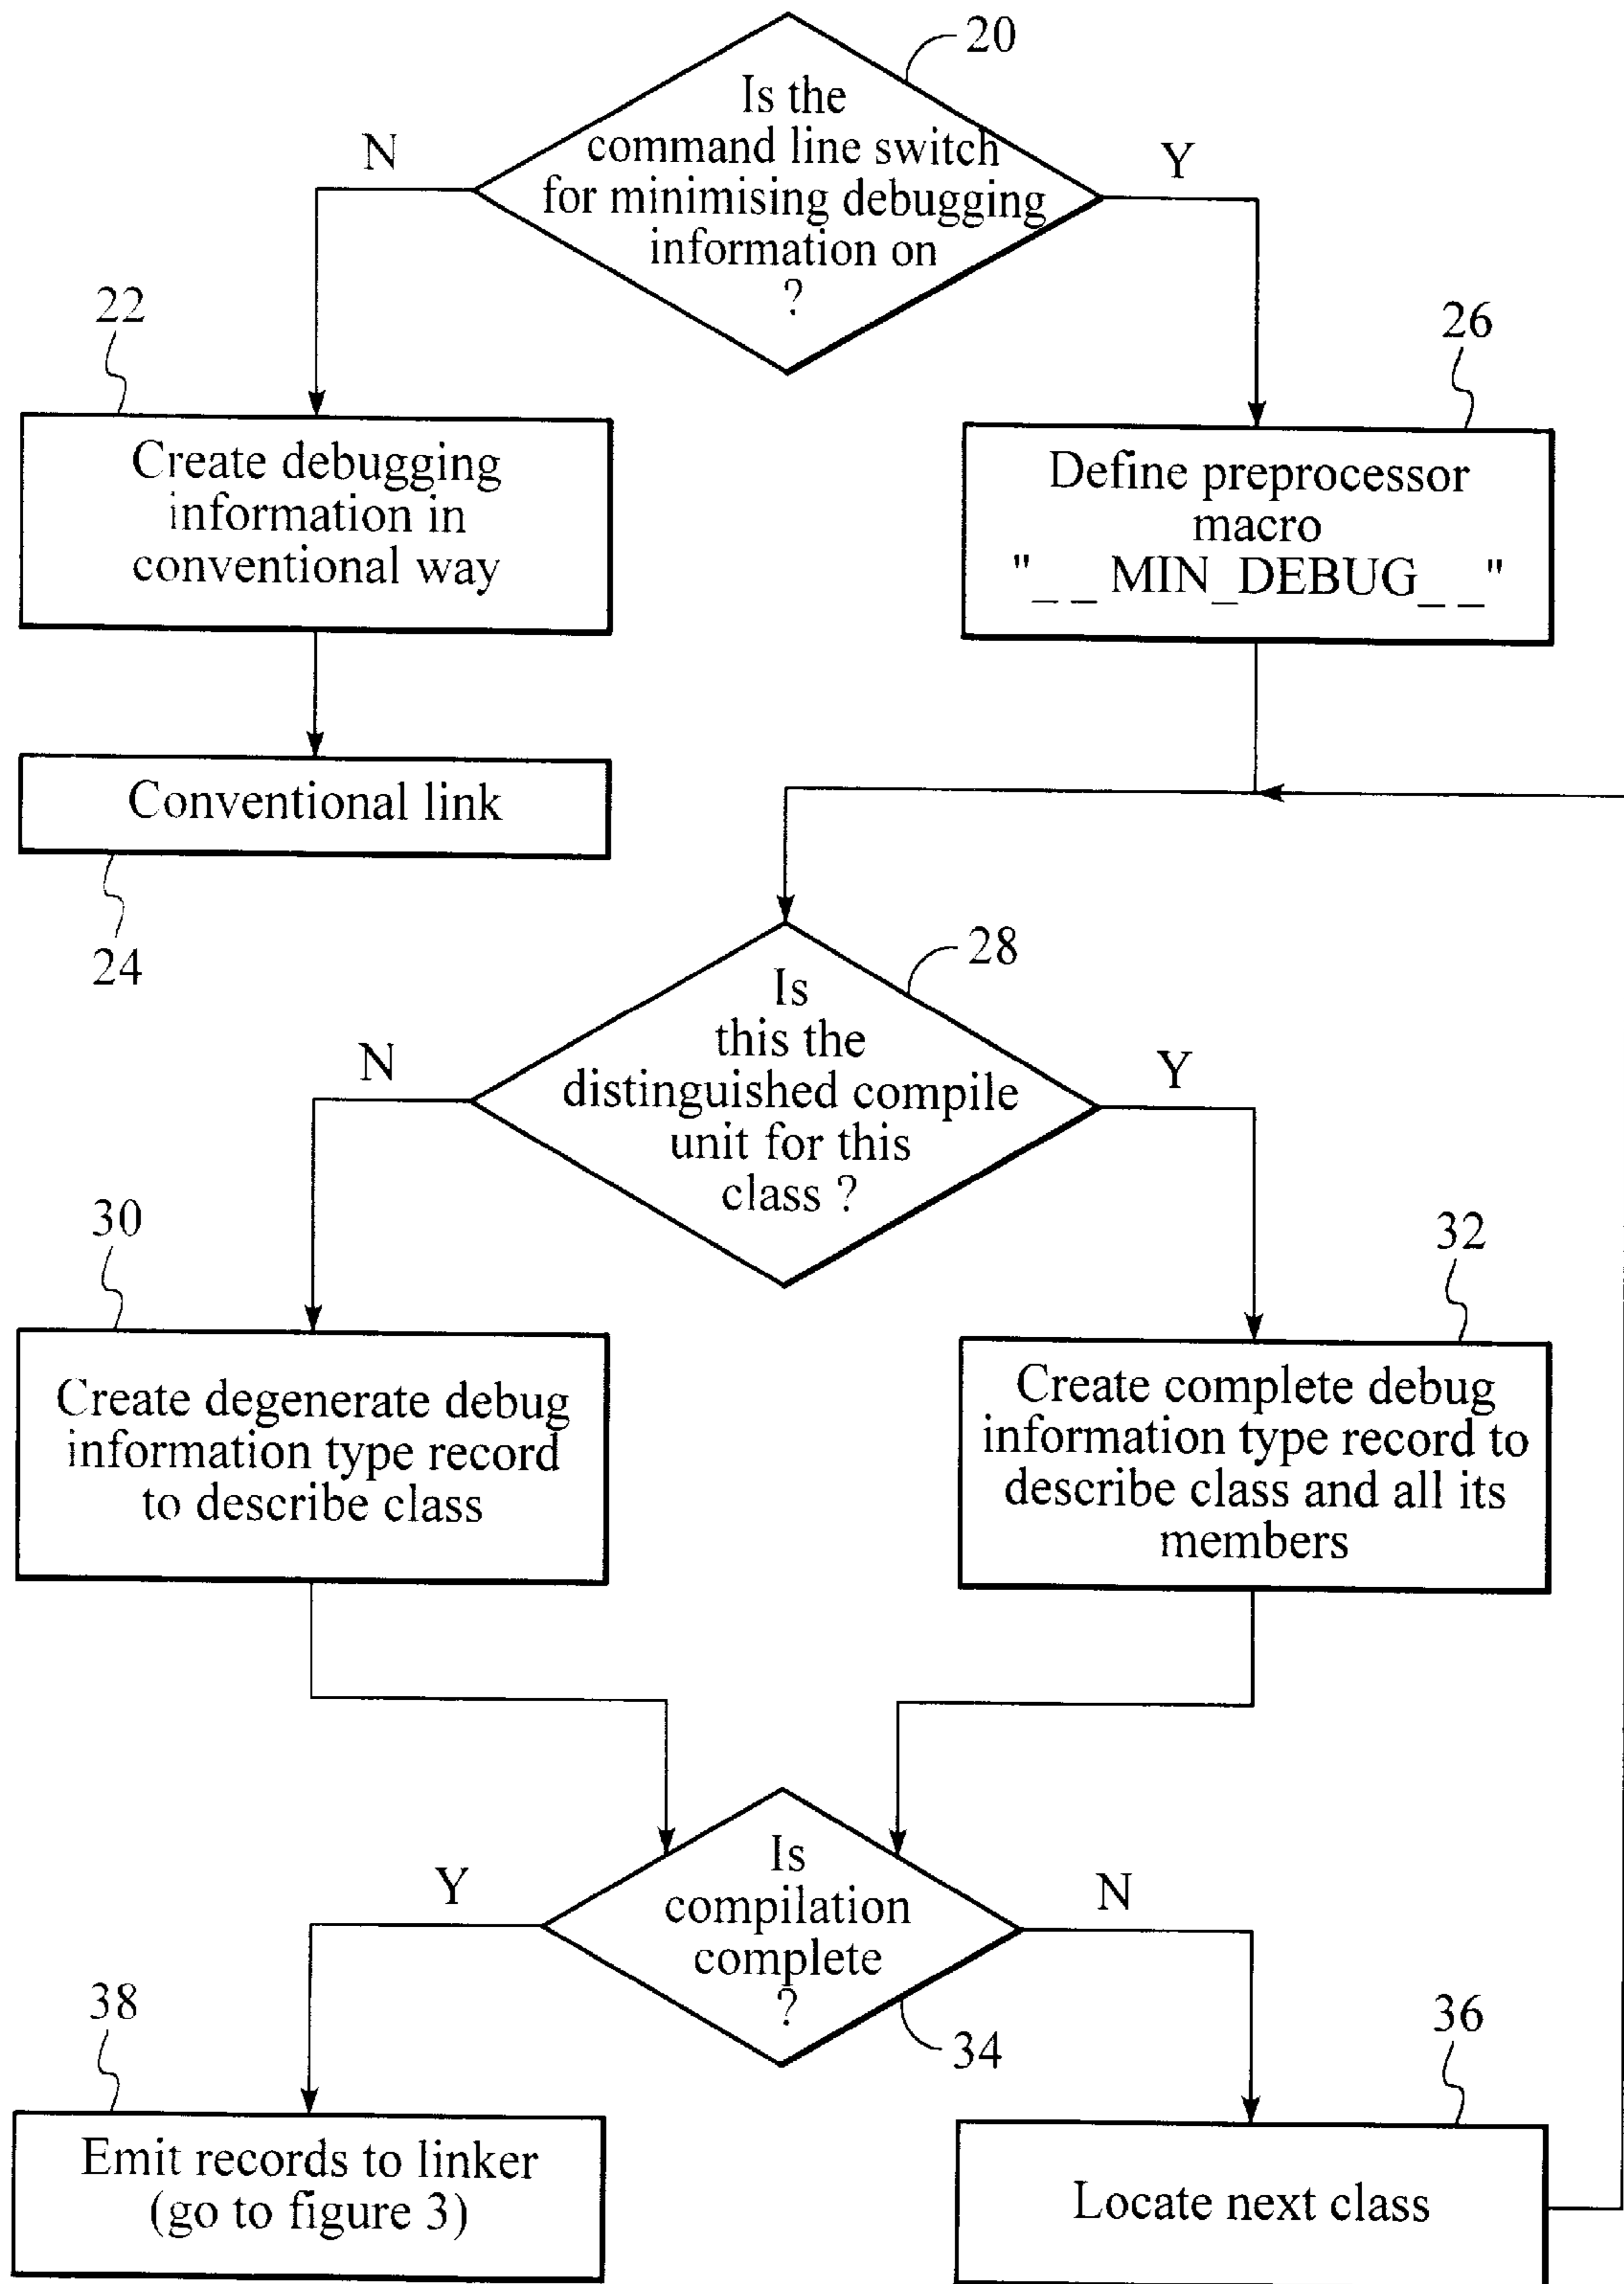 20
Is the
command line switch
for minimising debugging
information on
?
N
Y
22
Create debugging
information in
conventional way
26
Define preprocessor
macro
"_ _ MIN_DEBUG_ _"
Conventional link
24
28
Is
this the
distinguished compile
unit for this
class ?
N
Y
30
Create degenerate debug
information type record
to describe class
32
Create complete debug
information type record to
describe class and all its
members
Is
compilation
complete
?
34
Y
N
38
Emit records to linker
(go to figure 3)
36
Locate next class